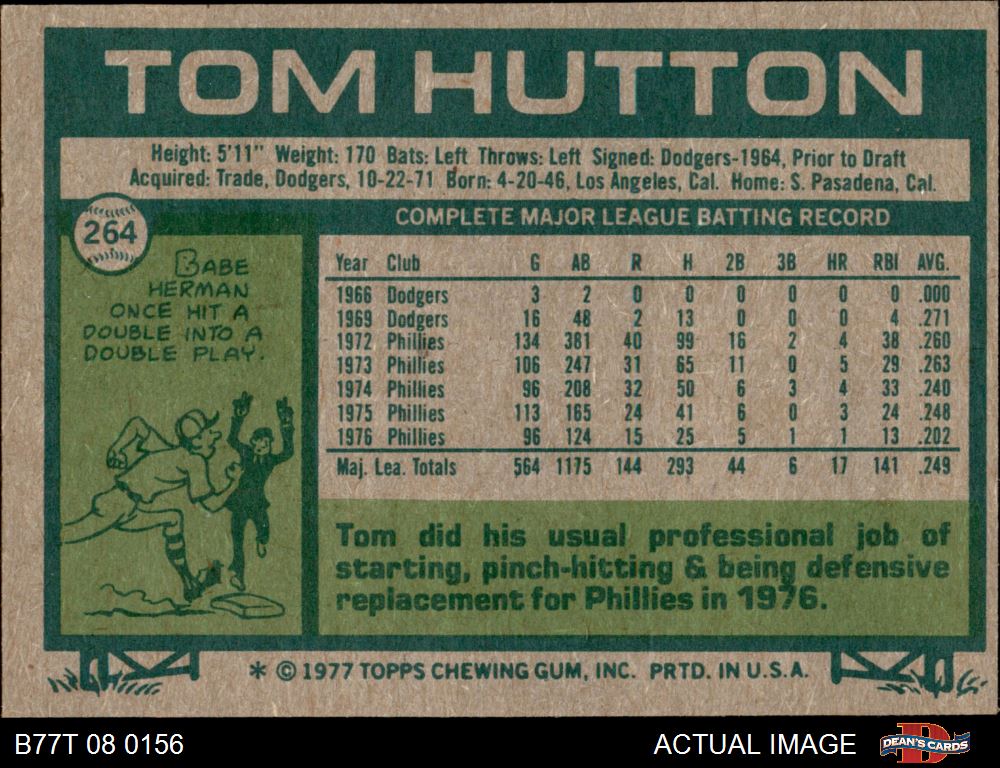 TOM HUTTON
Height: 5'11" Weight: 170 Bats: Left Throws: Left Signed: Dodgers-1964, Prior to Draft
Acquired: Trade, Dodgers, 10-22-71 Born: 4-20-46, Los Angeles, Cal. Home: S. Pasadena, Cal.
264
BABE
HERMAN
ONCE HIT A
DOUBLE INTO A
DOUBLE PLAY.
COMPLETE MAJOR LEAGUE BATTING RECORD
Year Club G AB R H 2B 3B HR RBI AVG.
1966 Dodgers 3 2 0 0 0 0 0 0 .000
1969 Dodgers 16 48 2 13 0 0 0 4 .271
1972 Phillies 134 381 40 99 16 2 4 38 .260
1973 Phillies 106 247 31 65 11 0 5 29 .263
1974 Phillies 96 208 32 50 6 3 4 33 .240
1975 Phillies 113 165 24 41 6 0 3 24 .248
1976 Phillies 96 124 15 25 5 1 1 13 .202
Maj. Lea. Totals 564 1175 144 293 44 6 17 141 .249
Tom did his usual professional job of
starting, pinch-hitting & being defensive
replacement for Phillies in 1976.
* © 1977 TOPPS CHEWING GUM, INC. PRTD. IN U.S.A.
B77T 08 0156
ACTUAL IMAGE
DEAN'S CARDS